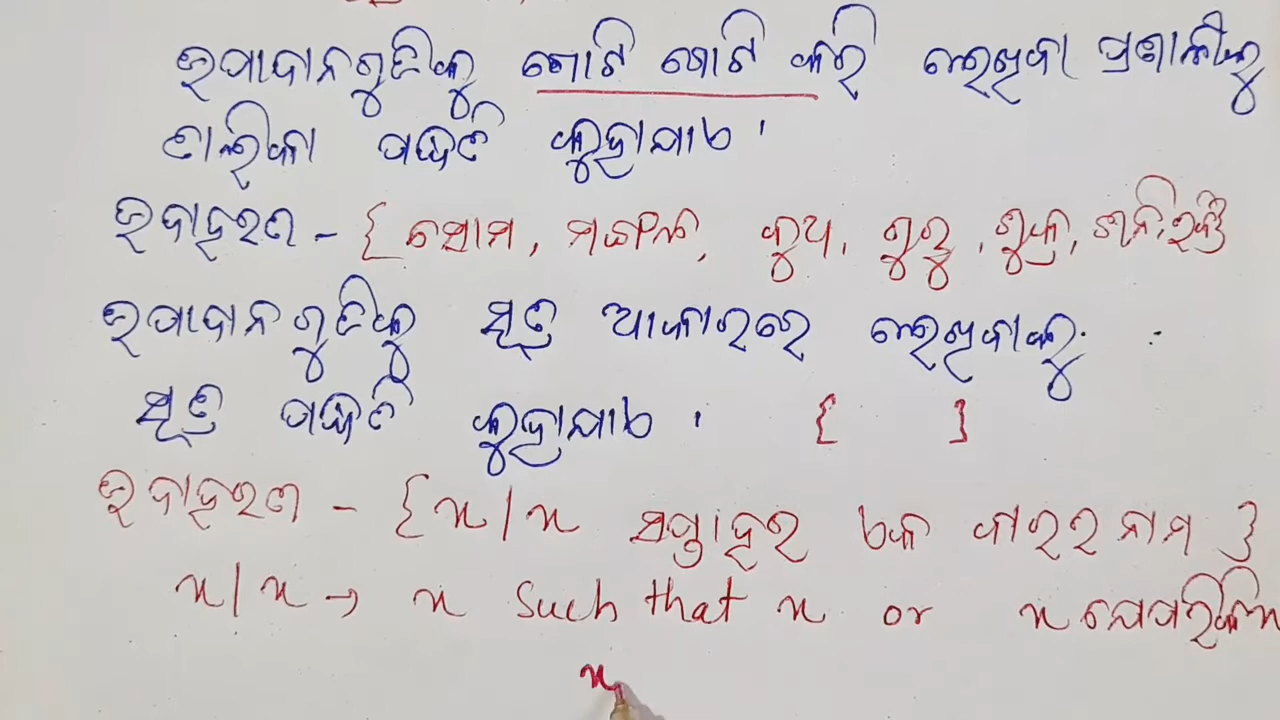 ଉପାଦାନଗୁଡିକୁ ଗୋଟି ଗୋଟି କରି ଲେଖିବା ପ୍ରଣାଳୀକୁ
ତାଲିକା ପଦ୍ଧତି କୁହାଯାଏ ।
ଉଦାହରଣ - { ସୋମ, ମଙ୍ଗଳ, ବୁଧ, ଗୁରୁ, ଶୁକ୍ର, ଶନି, ରବି}
ଉପାଦାନଗୁଡିକୁ ସୂତ୍ର ଆକାରରେ ଲେଖିବାକୁ
ସୂତ୍ର ପଦ୍ଧତି କୁହାଯାଏ । { }
ଉଦାହରଣ - {x/x ସପ୍ତାହର ଏକ ବାରର ନାମ }
x/x → x such that x or x ଯେପରିକି x
x